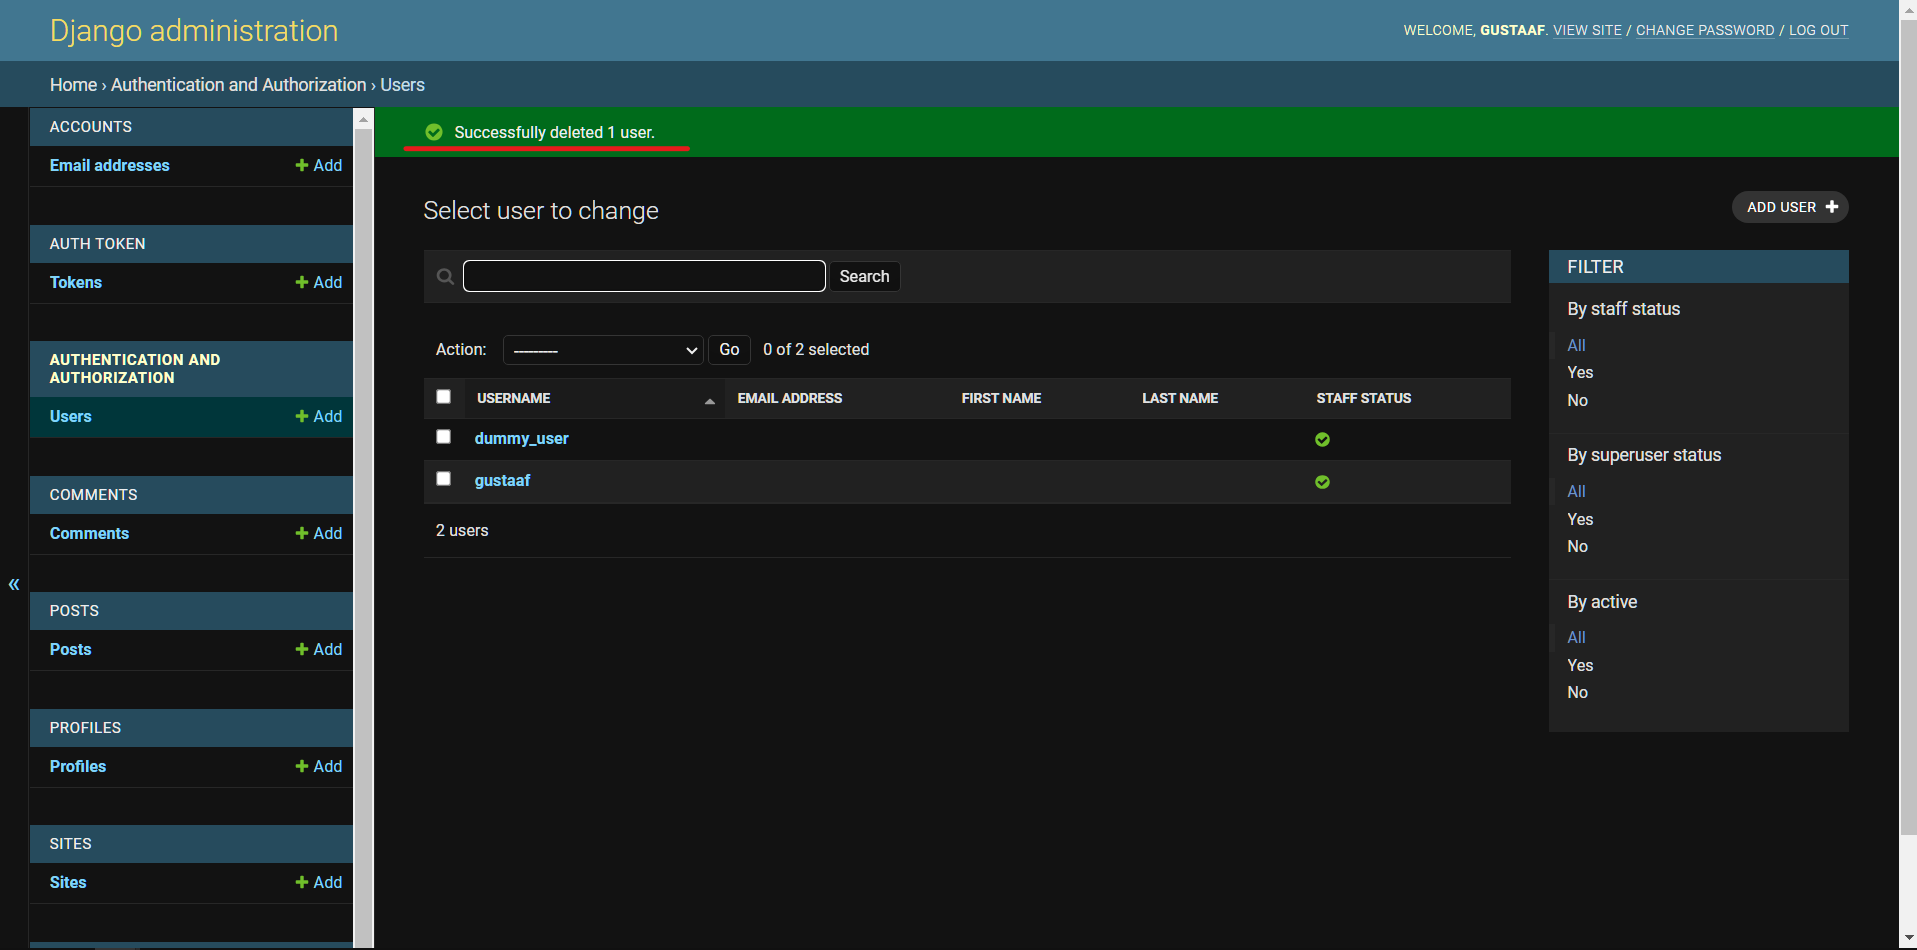 Django administration
WELCOME, GUSTAAF. VIEW SITE / CHANGE PASSWORD / LOG OUT
Home › Authentication and Authorization › Users
ACCOUNTS
Email addresses + Add
AUTH TOKEN
Tokens + Add
AUTHENTICATION AND
AUTHORIZATION
Users + Add
COMMENTS
Comments + Add
POSTS
Posts + Add
PROFILES
Profiles + Add
SITES
Sites + Add
«
Successfully deleted 1 user.
Select user to change
ADD USER +
Search
Action: --------- Go 0 of 2 selected
USERNAME EMAIL ADDRESS FIRST NAME LAST NAME STAFF STATUS
dummy_user
gustaaf
2 users
FILTER
By staff status
All
Yes
No
By superuser status
All
Yes
No
By active
All
Yes
No